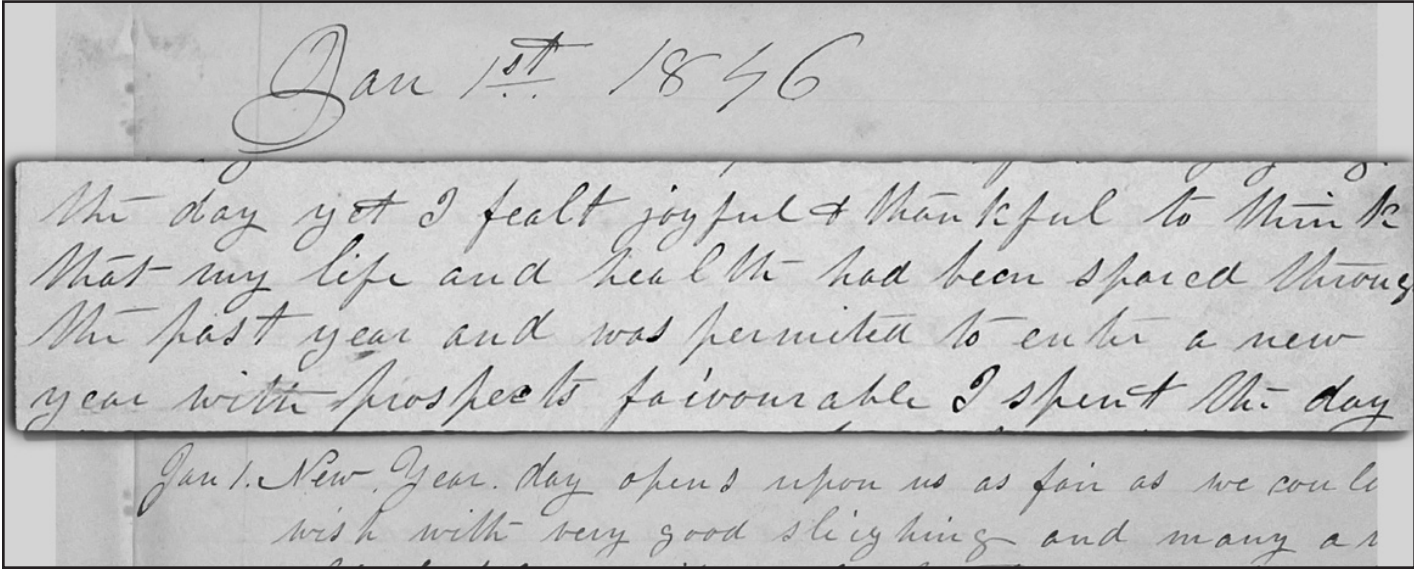 Jan 1st 1846
the day yet I fealt joyful & thankful to think
that my life and health had been spared throug
the past year and was permited to enter a new
year with prospects faivourable I spent the day
Jan 1. New Year day opens upon us as fair as we coul
wish with very good sleighing and many a